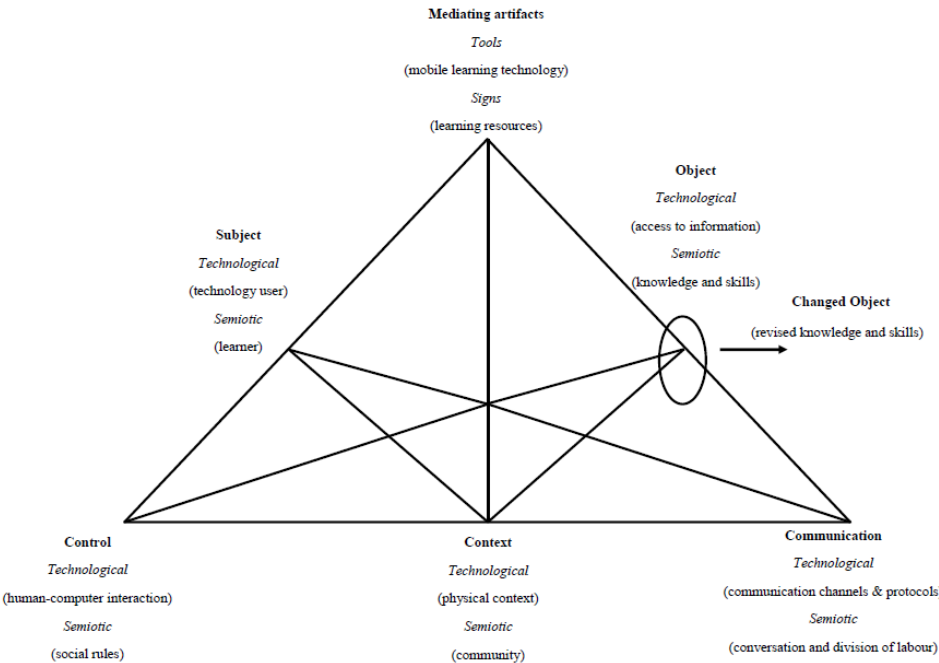 Mediating artifacts
Tools
(mobile learning technology)
Signs
(learning resources)
Object
Technological
(access to information)
Semiotic
(knowledge and skills)
Subject
Technological
(technology user)
Semiotic
(learner)
Changed Object
(revised knowledge and skills)
Control
Technological
(human-computer interaction)
Semiotic
(social rules)
Context
Technological
(physical context)
Semiotic
(community)
Communication
Technological
(communication channels & protocols)
Semiotic
(conversation and division of labour)